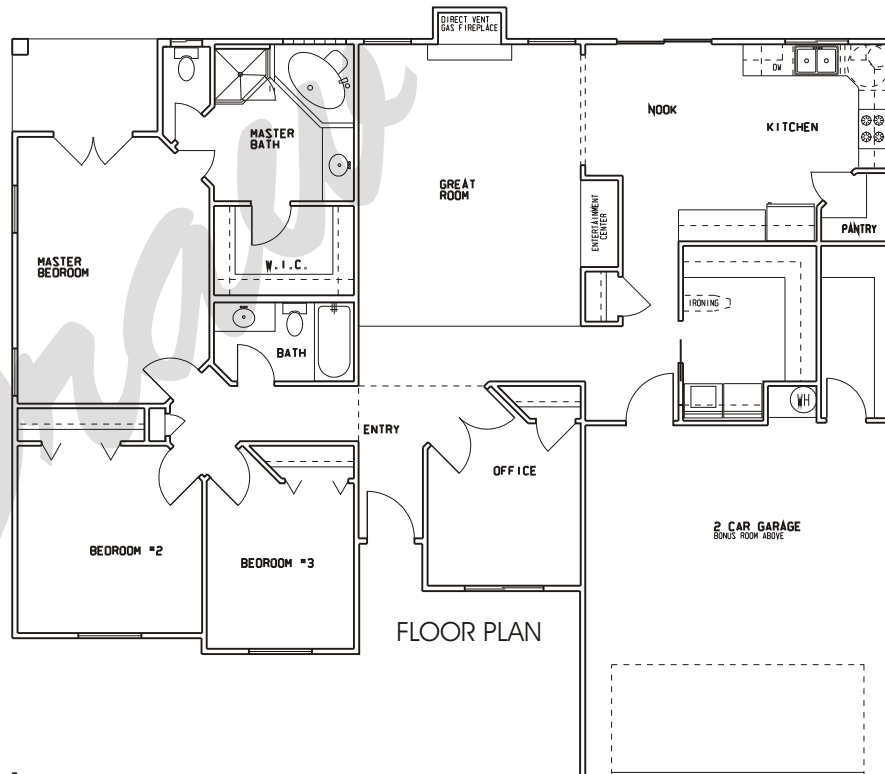 DIRECT VENT
GAS FIREPLACE
DW
NOOK
KITCHEN
MASTER
BATH
GREAT
ROOM
ENTERTAINMENT
CENTER
PANTRY
MASTER
BEDROOM
W.I.C.
IRONING
BATH
WH
ENTRY
OFFICE
2 CAR GARAGE
BONUS ROOM ABOVE
BEDROOM #2
BEDROOM #3
FLOOR PLAN